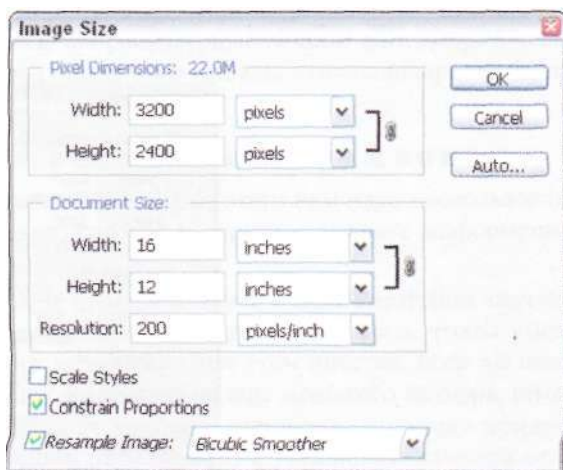 Image Size
Pixel Dimensions: 22.0M
OK
Width: 3200 pixels
Cancel
Height: 2400 pixels
Auto...
Document Size:
Width: 16 inches
Height: 12 inches
Resolution: 200 pixels/inch
Scale Styles
Constrain Proportions
Resample Image: Bicubic Smoother